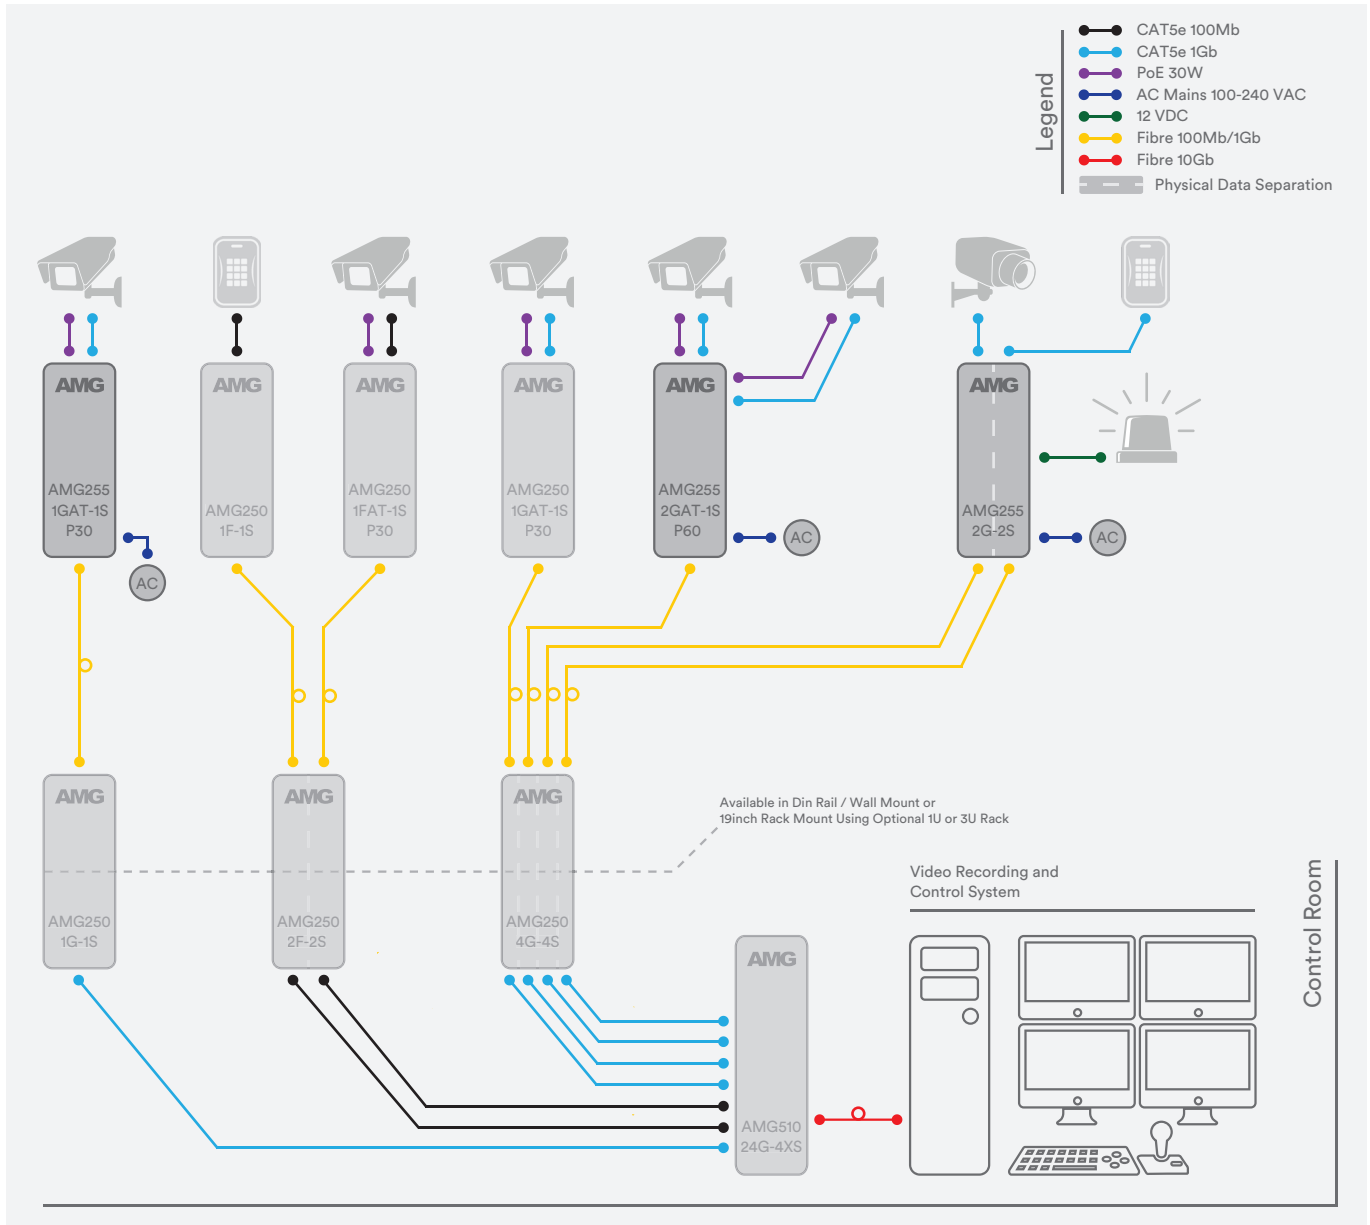 Legend
CAT5e 100Mb
CAT5e 1Gb
PoE 30W
AC Mains 100-240 VAC
12 VDC
Fibre 100Mb/1Gb
Fibre 10Gb
Physical Data Separation
AMG
AMG255
1GAT-1S
P30
AC
AMG
AMG250
1F-1S
AMG
AMG250
1FAT-1S
P30
AMG
AMG250
1GAT-1S
P30
AMG
AMG255
2GAT-1S
P60
AC
AMG
AMG255
2G-2S
AC
AMG
AMG250
1G-1S
AMG
AMG250
2F-2S
AMG
AMG250
4G-4S
Available in Din Rail / Wall Mount or
19inch Rack Mount Using Optional 1U or 3U Rack
AMG
AMG510
24G-4XS
Video Recording and
Control System
Control Room